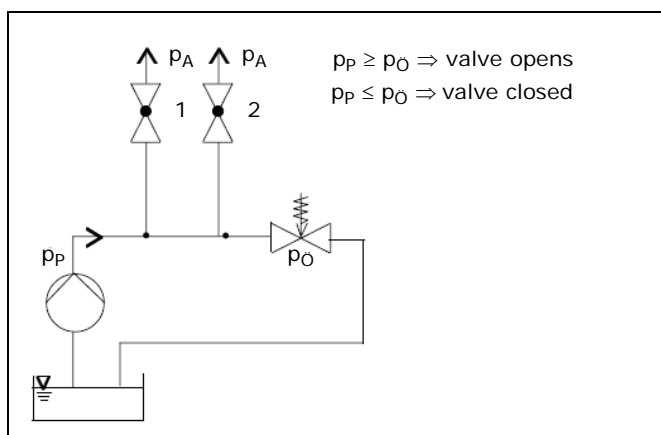 p_A p_A
p_P ≥ p_Ö ⇒ valve opens
1 2
p_P ≤ p_Ö ⇒ valve closed
p_P
p_Ö